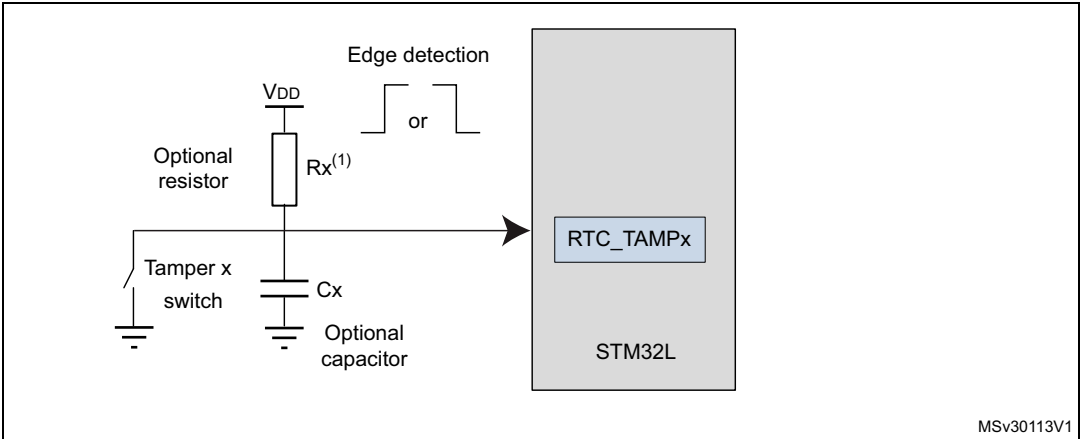 Edge detection
VDD
or
Optional
resistor
Rx(1)
RTC_TAMPx
Tamper x
switch
Cx
Optional
capacitor
STM32L
MSv30113V1